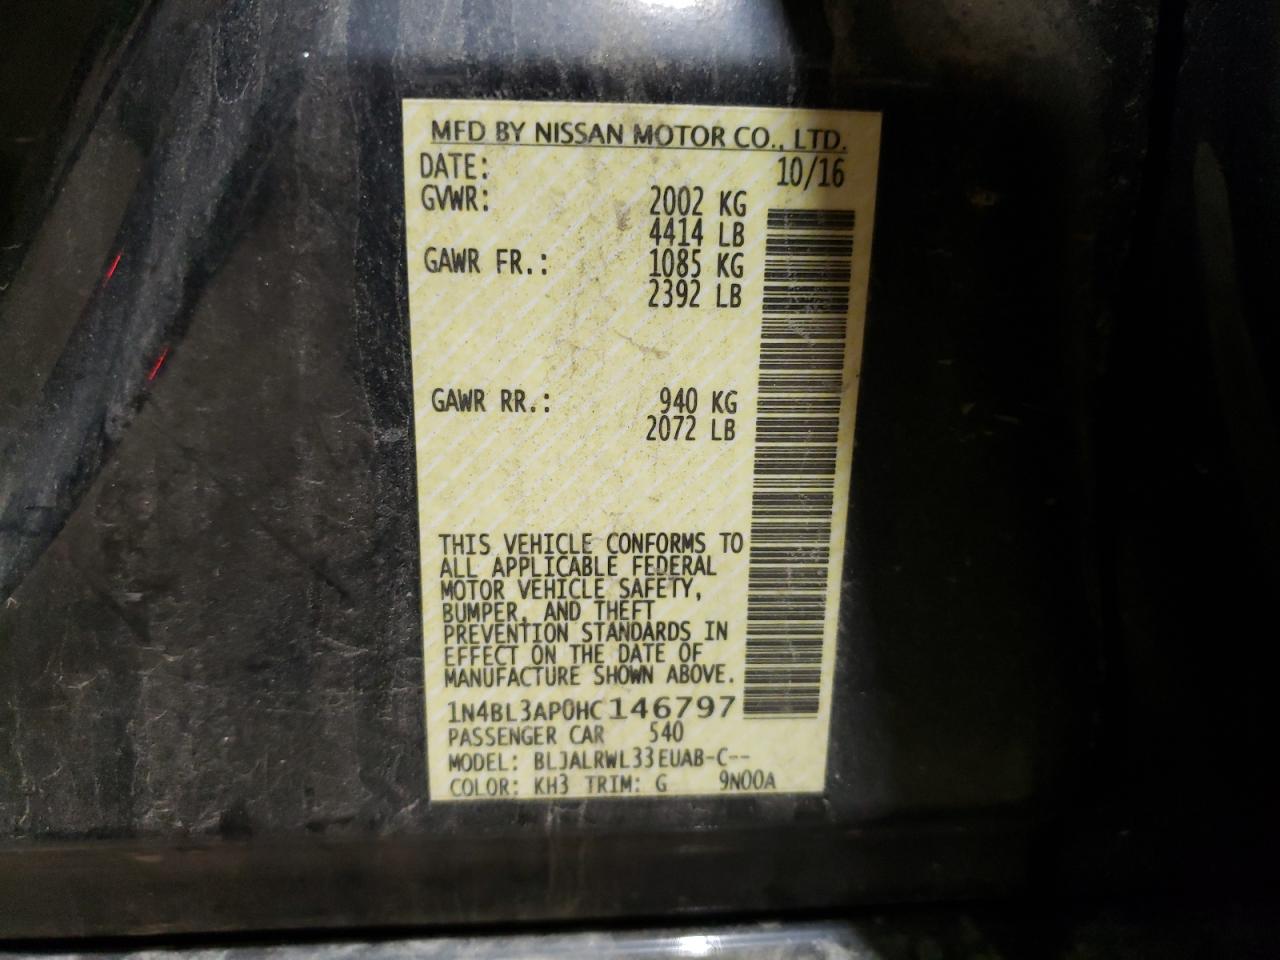 MFD BY NISSAN MOTOR CO., LTD.
DATE: 10/16
GVWR: 2002 KG
4414 LB
GAWR FR.: 1085 KG
2392 LB
GAWR RR.: 940 KG
2072 LB
THIS VEHICLE CONFORMS TO
ALL APPLICABLE FEDERAL
MOTOR VEHICLE SAFETY,
BUMPER, AND THEFT
PREVENTION STANDARDS IN
EFFECT ON THE DATE OF
MANUFACTURE SHOWN ABOVE.
1N4BL3AP0HC146797
PASSENGER CAR 540
MODEL: BLJALRWL33EUAB-C--
COLOR: KH3 TRIM: G 9N00A